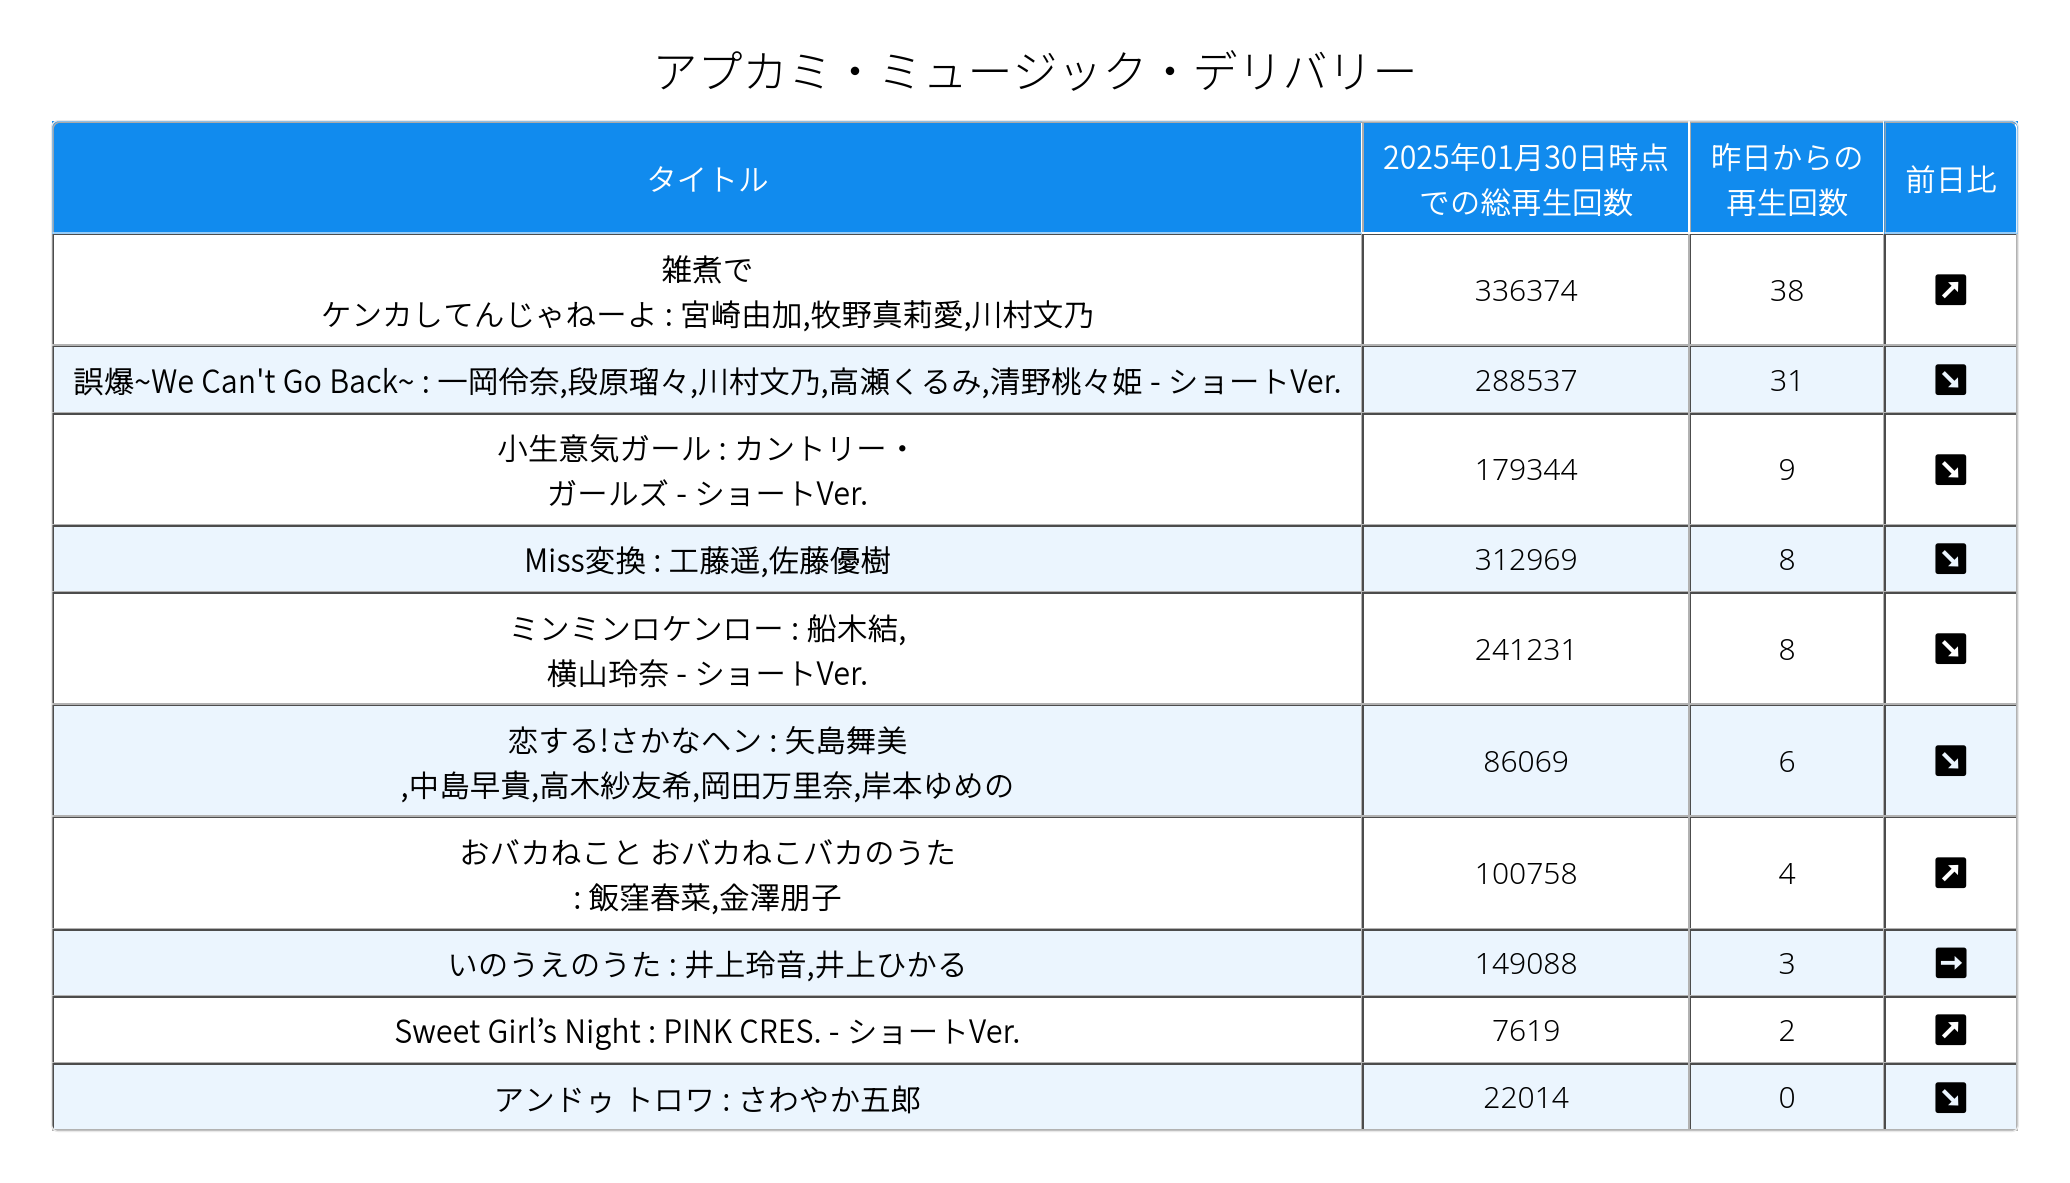 アプカミ・ミュージック・デリバリー
タイトル
2025年01月30日時点
での総再生回数
昨日からの
再生回数
前日比
雑煮で
ケンカしてんじゃねーよ : 宮崎由加,牧野真莉愛,川村文乃
336374
38
↗
誤爆~We Can't Go Back~ : 一岡伶奈,段原瑠々,川村文乃,高瀬くるみ,清野桃々姫 - ショートVer.
288537
31
↘
小生意気ガール : カントリー・
ガールズ - ショートVer.
179344
9
↘
Miss変換 : 工藤遥,佐藤優樹
312969
8
↘
ミンミンロケンロー : 船木結,
横山玲奈 - ショートVer.
241231
8
↘
恋する!さかなヘン : 矢島舞美
,中島早貴,高木紗友希,岡田万里奈,岸本ゆめの
86069
6
↘
おバカねこと おバカねこバカのうた
: 飯窪春菜,金澤朋子
100758
4
↗
いのうえのうた : 井上玲音,井上ひかる
149088
3
→
Sweet Girl’s Night : PINK CRES. - ショートVer.
7619
2
↗
アンドゥ トロワ : さわやか五郎
22014
0
↘